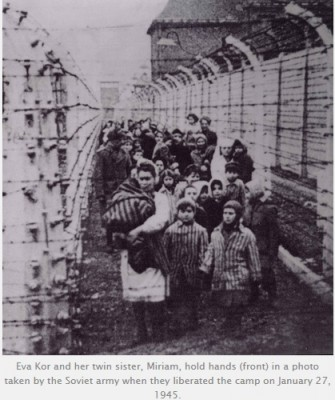 Eva Kor and her twin sister, Miriam, hold hands (front) in a photo
taken by the Soviet army when they liberated the camp on January 27,
1945.